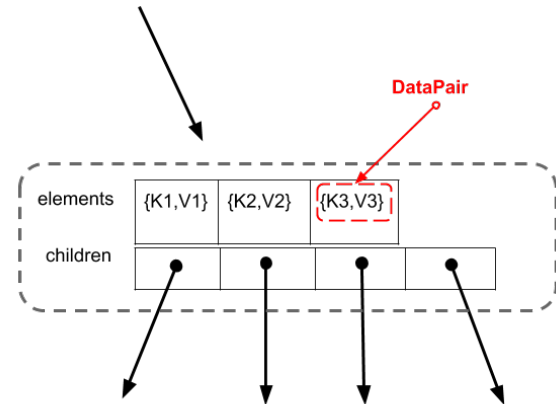 DataPair
elements {K1,V1} {K2,V2} {K3,V3}
children